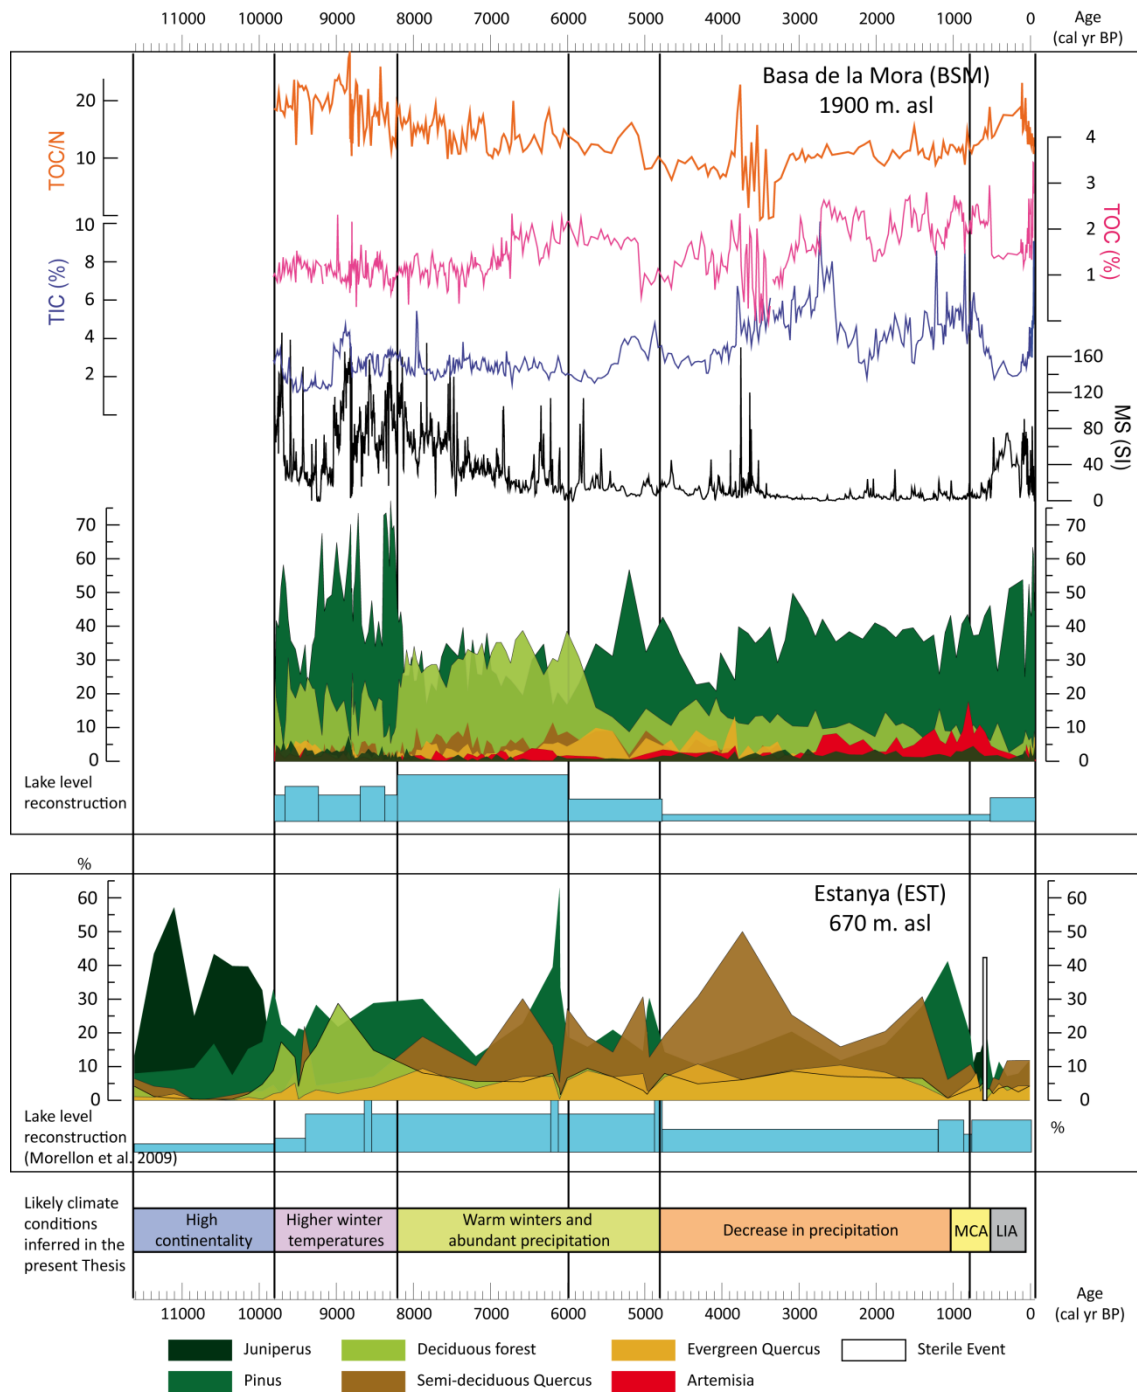 11000 10000 9000 8000 7000 6000 5000 4000 3000 2000 1000 0 Age
(cal yr BP)
Basa de la Mora (BSM)
1900 m. asl
TOC/N
20
10
TOC (%)
4
3
2
1
TIC (%)
10
8
6
4
2
MS (SI)
160
120
80
40
0
70 70
60 60
50 50
40 40
30 30
20 20
10 10
0 0
Lake level
reconstruction
%
Estanya (EST)
670 m. asl
60 60
50 50
40 40
30 30
20 20
10 10
0 0
%
Lake level
reconstruction
(Morellon et al. 2009)
Likely climate
conditions
inferred in the
present Thesis
High
continentality
Higher winter
temperatures
Warm winters and
abundant precipitation
Decrease in precipitation
MCA
LIA
11000 10000 9000 8000 7000 6000 5000 4000 3000 2000 1000 0 Age
(cal yr BP)
Juniperus Deciduous forest Evergreen Quercus Sterile Event
Pinus Semi-deciduous Quercus Artemisia